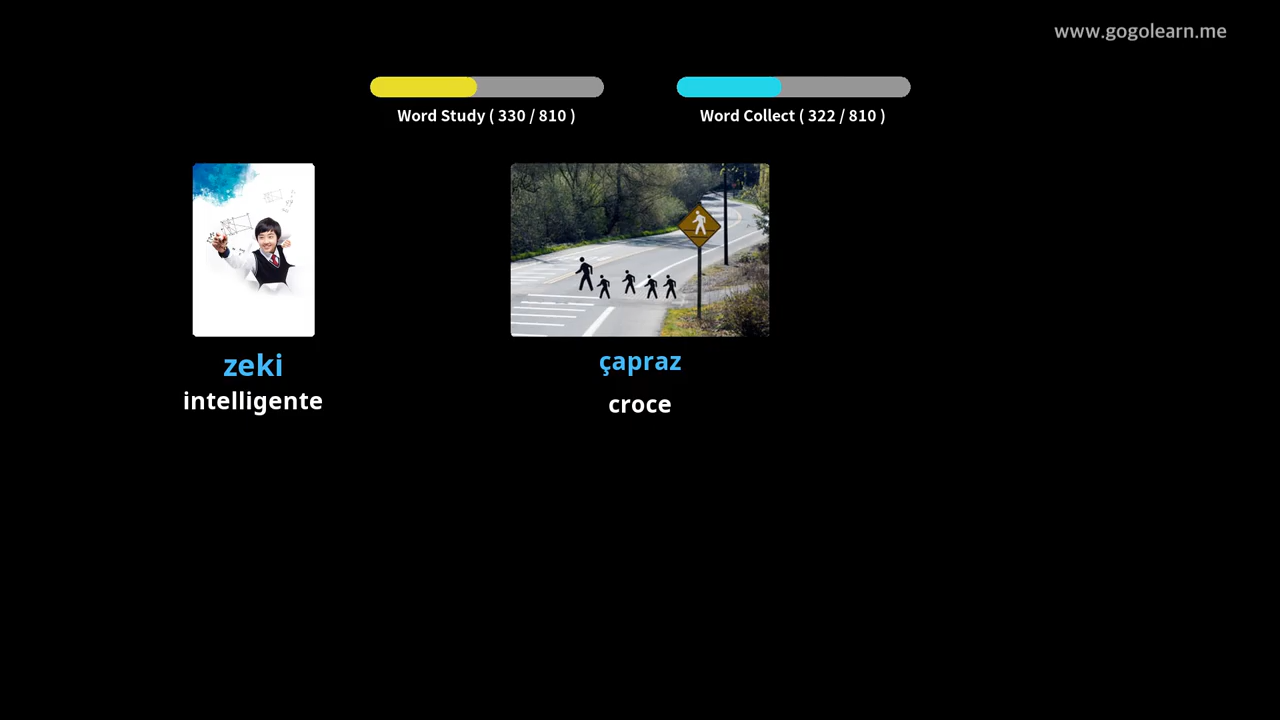 www.gogolearn.me
Word Study ( 330 / 810 )
Word Collect ( 322 / 810 )
zeki
intelligente
çapraz
croce